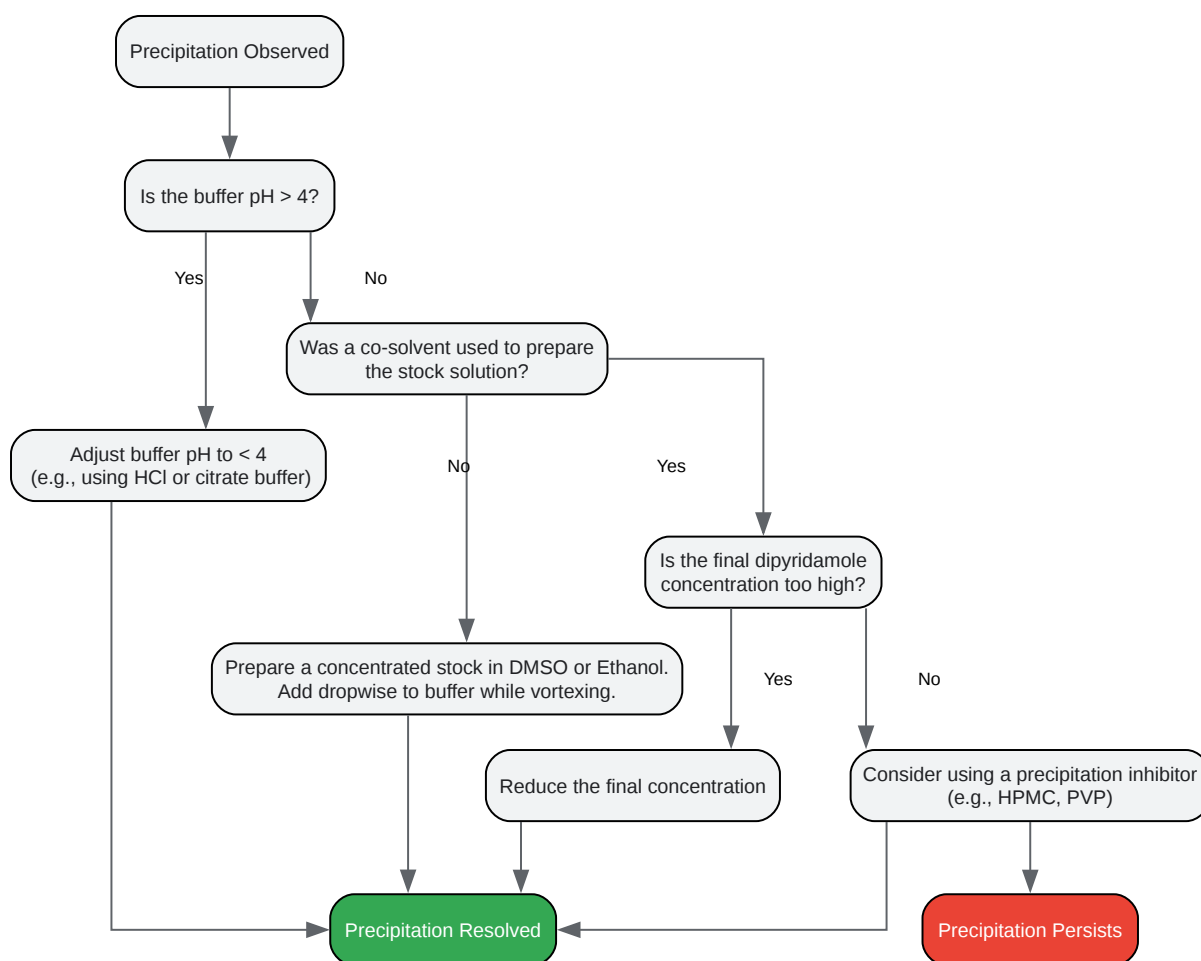 Precipitation Observed
Is the buffer pH > 4?
Yes
No
Was a co-solvent used to prepare
the stock solution?
Adjust buffer pH to < 4
(e.g., using HCl or citrate buffer)
No
Yes
Is the final dipyridamole
concentration too high?
Prepare a concentrated stock in DMSO or Ethanol.
Add dropwise to buffer while vortexing.
Yes
No
Reduce the final concentration
Consider using a precipitation inhibitor
(e.g., HPMC, PVP)
Precipitation Resolved
Precipitation Persists